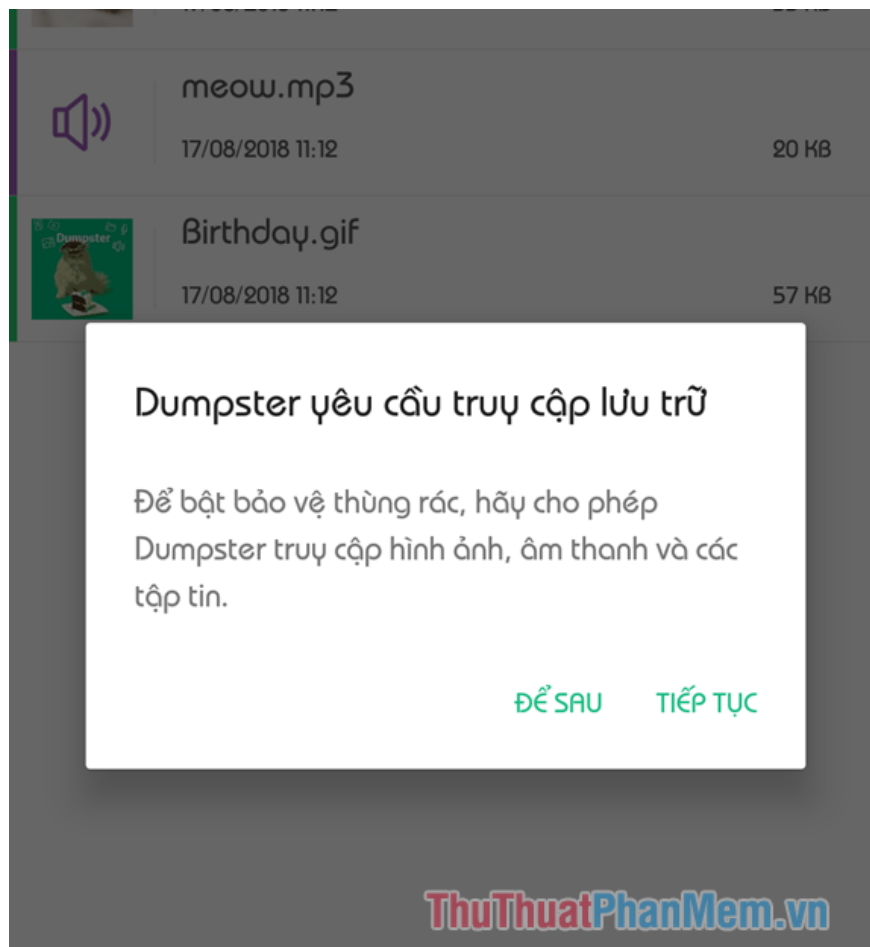 meow.mp3
17/08/2018 11:12
20 KB
Dumpster
Birthday.gif
17/08/2018 11:12
57 KB
Dumpster yêu cầu truy cập lưu trữ
Để bật bảo vệ thùng rác, hãy cho phép
Dumpster truy cập hình ảnh, âm thanh và các
tập tin.
ĐỂ SAU TIẾP TỤC
ThuThuatPhanMem.vn